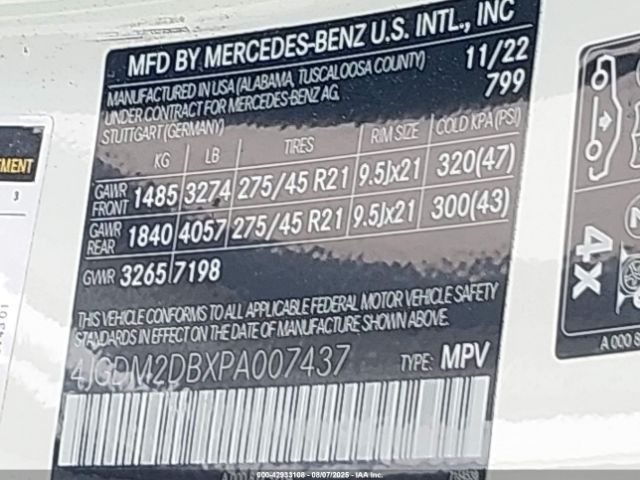 MFD BY MERCEDES-BENZ U.S. INTL., INC
MANUFACTURED IN USA (ALABAMA, TUSCALOOSA COUNTY) 11/22
UNDER CONTRACT FOR MERCEDES-BENZ AG, 799
STUTTGART (GERMANY)
KG LB TIRES RIM SIZE COLD KPA (PSI)
GAWR FRONT 1485 3274 275/45 R21 9.5Jx21 320(47)
GAWR REAR 1840 4057 275/45 R21 9.5Jx21 300(43)
GVWR 3265 7198
THIS VEHICLE CONFORMS TO ALL APPLICABLE FEDERAL MOTOR VEHICLE SAFETY
STANDARDS IN EFFECT ON THE DATE OF MANUFACTURE SHOWN ABOVE.
4JGDM2DBXPA007437 TYPE: MPV
3
4x
A 000 8
000-42933108 - 08/07/2025 - IAA Inc.